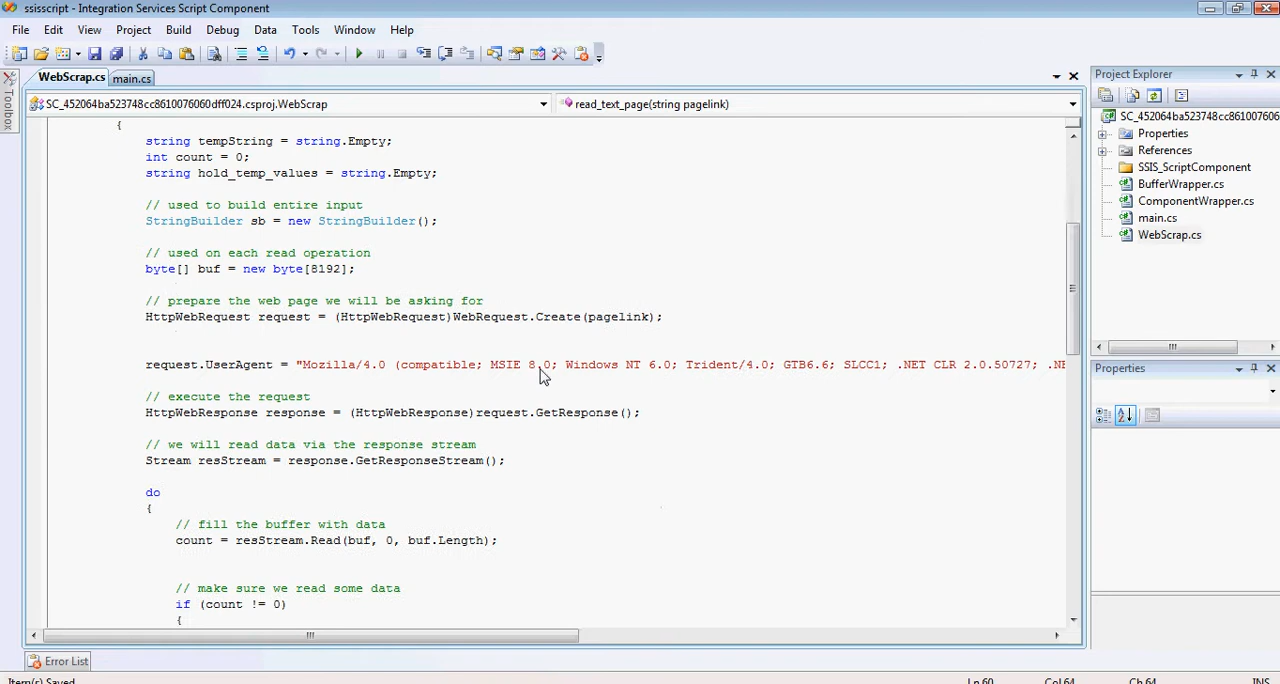 ssisscript - Integration Services Script Component
File Edit View Project Build Debug Data Tools Window Help
WebScrap.cs main.cs
Toolbox
SC_452064ba523748cc8610076060dff024.csproj.WebScrap read_text_page(string pagelink)
{
string tempString = string.Empty;
int count = 0;
string hold_temp_values = string.Empty;
// used to build entire input
StringBuilder sb = new StringBuilder();
// used on each read operation
byte[] buf = new byte[8192];
// prepare the web page we will be asking for
HttpWebRequest request = (HttpWebRequest)WebRequest.Create(pagelink);
request.UserAgent = "Mozilla/4.0 (compatible; MSIE 8.0; Windows NT 6.0; Trident/4.0; GTB6.6; SLCC1; .NET CLR 2.0.50727; .NE
// execute the request
HttpWebResponse response = (HttpWebResponse)request.GetResponse();
// we will read data via the response stream
Stream resStream = response.GetResponseStream();
do
{
// fill the buffer with data
count = resStream.Read(buf, 0, buf.Length);
// make sure we read some data
if (count != 0)
{
Project Explorer
SC_452064ba523748cc861007606
Properties
References
SSIS_ScriptComponent
BufferWrapper.cs
ComponentWrapper.cs
main.cs
WebScrap.cs
Properties
Error List
Item(s) Saved Ln 60 Col 64 Ch 64 INS